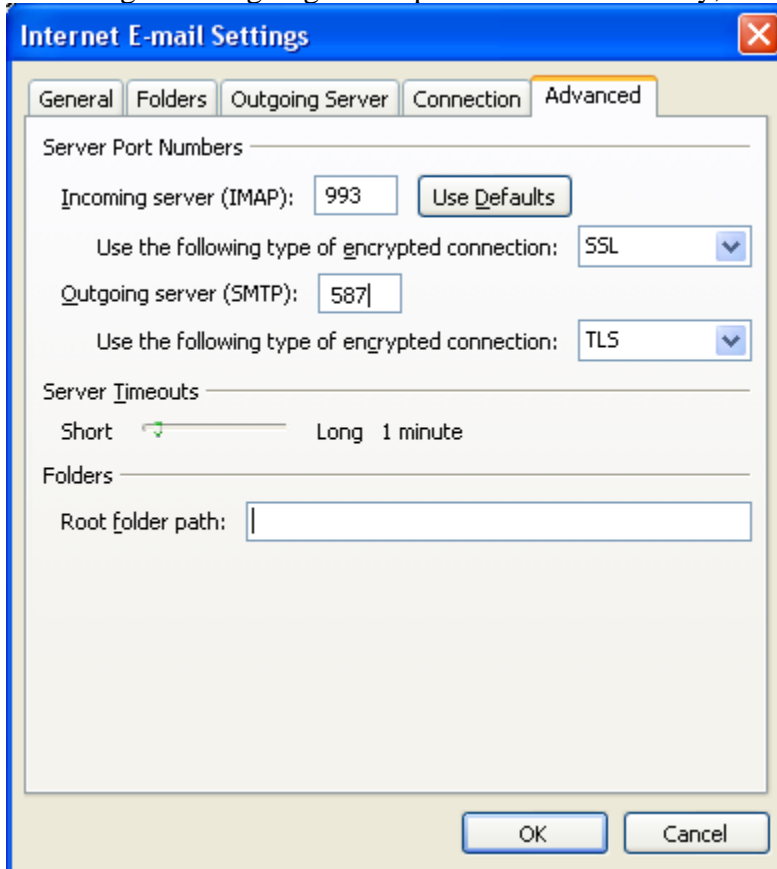 Internet E-mail Settings
General Folders Outgoing Server Connection Advanced
Server Port Numbers
Incoming server (IMAP): 993 Use Defaults
Use the following type of encrypted connection: SSL
Outgoing server (SMTP): 587
Use the following type of encrypted connection: TLS
Server Timeouts
Short Long 1 minute
Folders
Root folder path:
OK Cancel